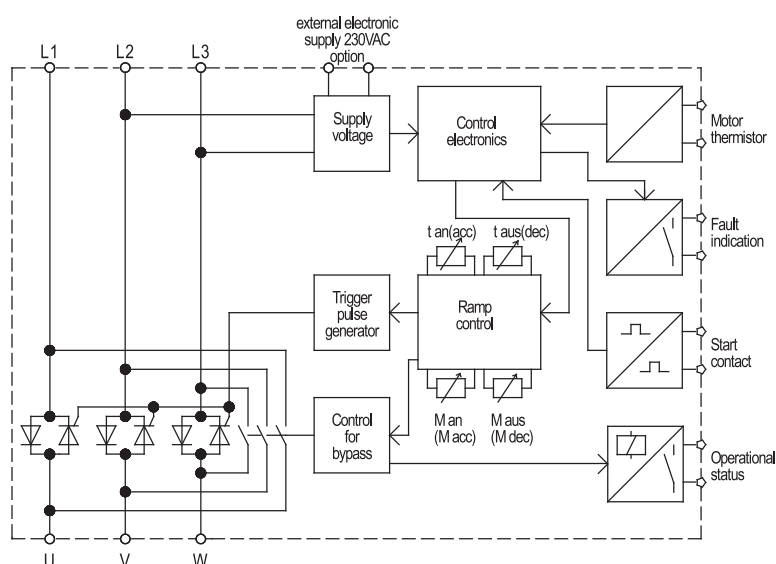 external electronic
supply 230VAC
option
L1
L2
L3
Supply
voltage
Control
electronics
Motor
thermistor
Fault
indication
t an(acc)
t aus(dec)
Trigger
pulse
generator
Ramp
control
Start
contact
M an
(M acc)
M aus
(M dec)
Control
for
bypass
Operational
status
U
V
W